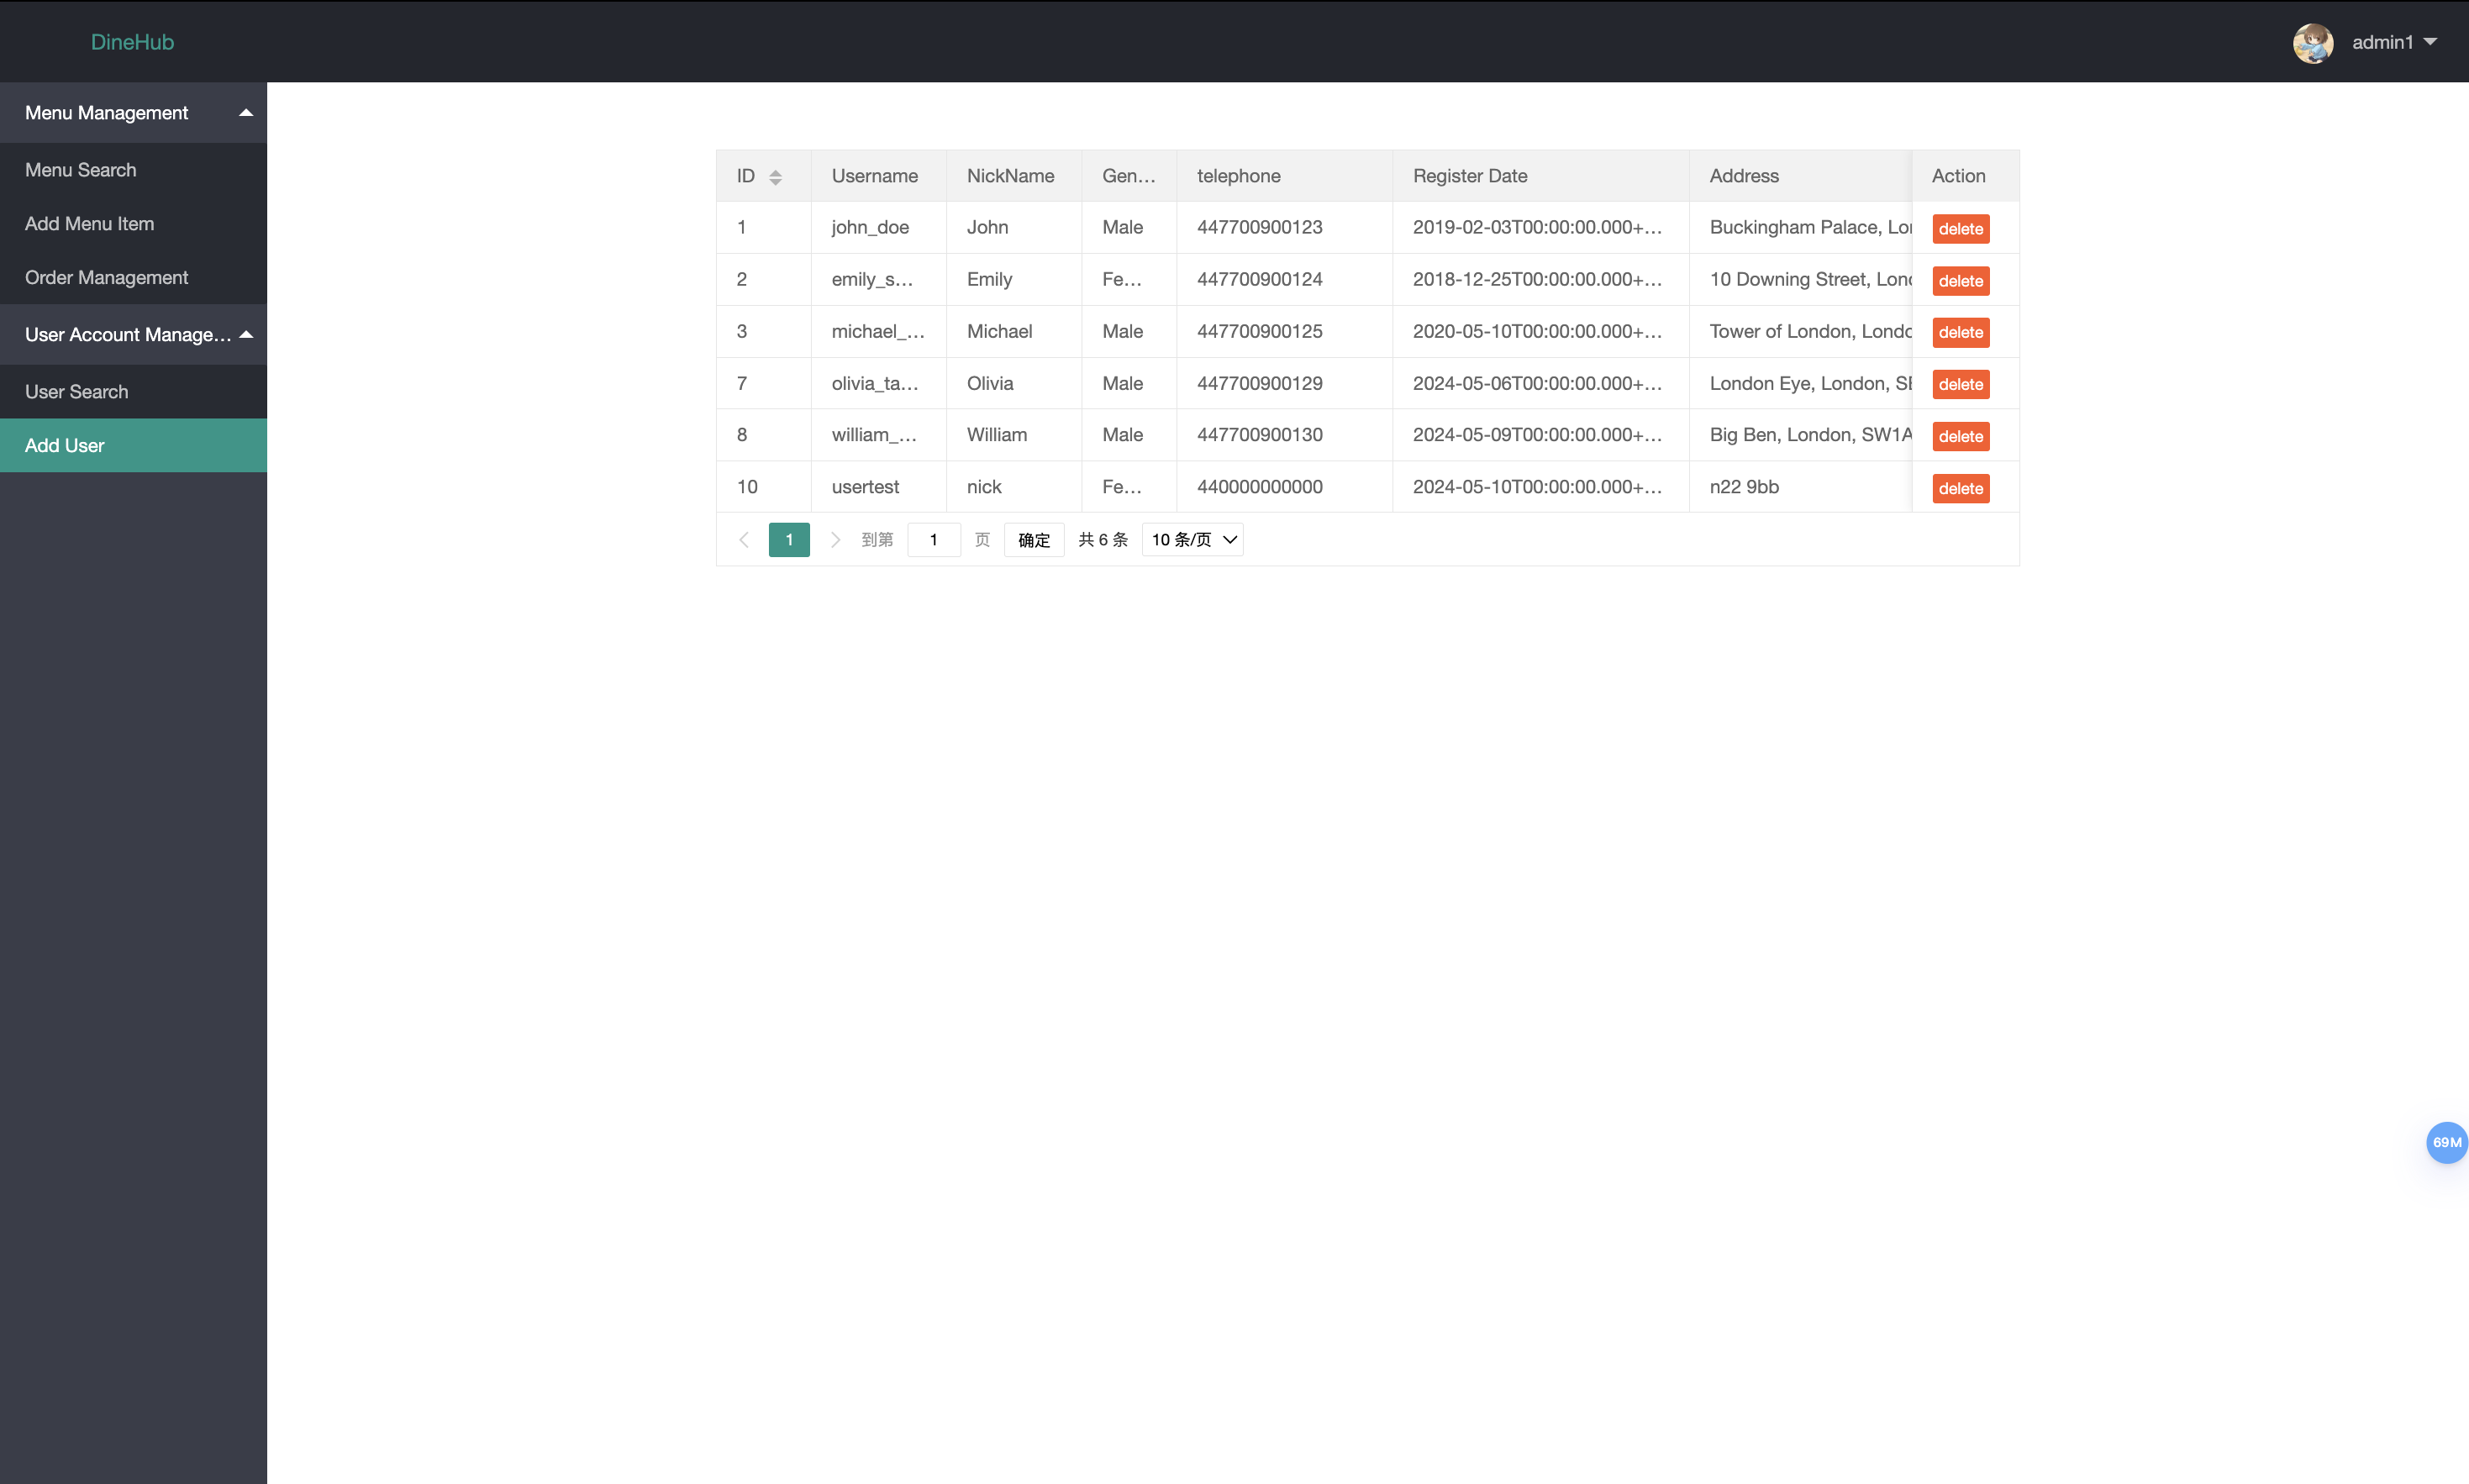 DineHub
admin1
Menu Management
Menu Search
Add Menu Item
Order Management
User Account Manage...
User Search
Add User
ID Username NickName Gen... telephone Register Date Address Action
1 john_doe John Male 447700900123 2019-02-03T00:00:00.000+... Buckingham Palace, Lor delete
2 emily_s... Emily Fe... 447700900124 2018-12-25T00:00:00.000+... 10 Downing Street, Lond delete
3 michael_... Michael Male 447700900125 2020-05-10T00:00:00.000+... Tower of London, Londo delete
7 olivia_ta... Olivia Male 447700900129 2024-05-06T00:00:00.000+... London Eye, London, SE delete
8 william_... William Male 447700900130 2024-05-09T00:00:00.000+... Big Ben, London, SW1A delete
10 usertest nick Fe... 440000000000 2024-05-10T00:00:00.000+... n22 9bb delete
1 到第 1 页 确定 共 6 条 10 条/页
69M